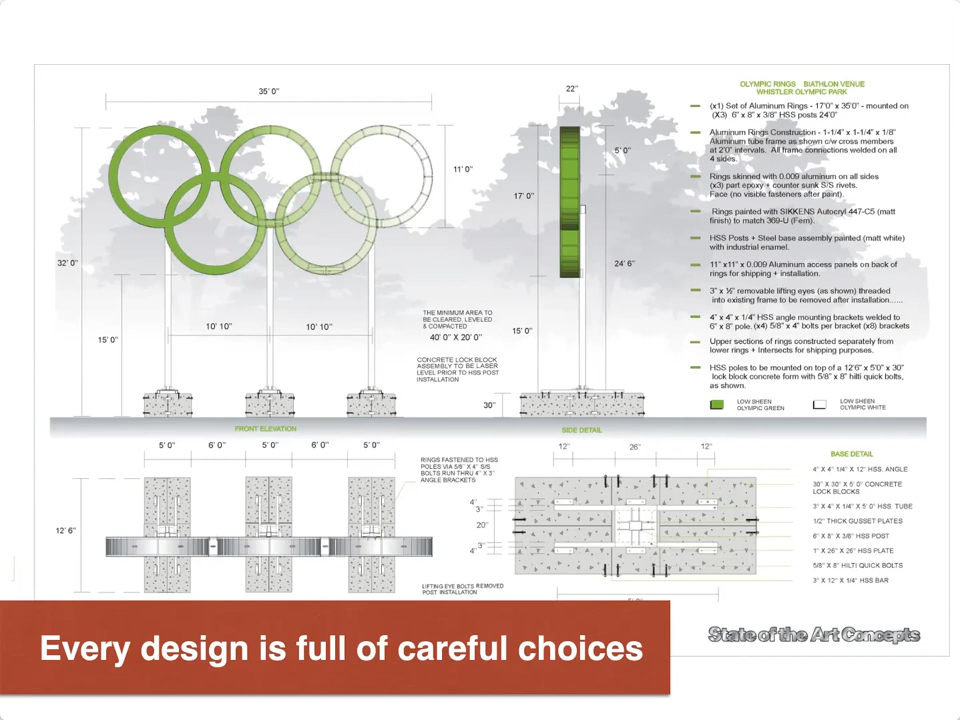 35' 0"
22"
OLYMPIC RINGS BIATHLON VENUE
WHISTLER OLYMPIC PARK
(x1) Set of Aluminum Rings - 17'0" x 35'0" - mounted on
(X3) 6" x 8" x 3/8" HSS posts 24'0"
Aluminum Rings Construction - 1-1/4" x 1-1/4" x 1/8"
Aluminum tube frame as shown c/w cross members
at 2'0" intervals. All frame connections welded on all
4 sides.
Rings skinned with 0.009 aluminum on all sides
(x3) part epoxy + counter sunk S/S rivets.
Face (no visible fasteners after paint).
Rings painted with SIKKENS Autocryl 447-C5 (matt
finish) to match 369-U (Fern).
HSS Posts + Steel base assembly painted (matt white)
with industrial enamel.
11" x11" x 0.009 Aluminum access panels on back of
rings for shipping + installation.
3" x ½" removable lifting eyes (as shown) threaded
into existing frame to be removed after installation......
4" x 4" x 1/4" HSS angle mounting brackets welded to
6" x 8" pole. (x4) 5/8" x 4" bolts per bracket (x8) brackets
Upper sections of rings constructed separately from
lower rings + Intersects for shipping purposes.
HSS poles to be mounted on top of a 12'6" x 5'0" x 30"
lock block concrete form with 5/8" x 8" hilti quick bolts,
as shown.
LOW SHEEN
OLYMPIC GREEN
LOW SHEEN
OLYMPIC WHITE
5' 0"
11' 0"
17' 0"
32' 0"
24' 6"
10' 10"
10' 10"
15' 0"
15' 0"
THE MINIMUM AREA TO
BE CLEARED, LEVELED
& COMPACTED
40' 0" X 20' 0"
CONCRETE LOCK BLOCK
ASSEMBLY TO BE LASER
LEVEL PRIOR TO HSS POST
INSTALLATION
30"
FRONT ELEVATION
SIDE DETAIL
5' 0"
6' 0"
5' 0"
6' 0"
5' 0"
12"
26"
12"
RINGS FASTENED TO HSS
POLES VIA 5/8" X 4" S/S
BOLTS RUN THRU 4" X 3"
ANGLE BRACKETS
12' 6"
4"
3"
20"
3"
4"
LIFTING EYE BOLTS REMOVED
POST INSTALLATION
BASE DETAIL
4" X 4" 1/4" X 12" HSS. ANGLE
30" X 30" X 5' 0" CONCRETE
LOCK BLOCKS
3" X 4" X 1/4" X 5' 0" HSS. TUBE
1/2" THICK GUSSET PLATES
6" X 8" X 3/8" HSS POST
1" X 26" X 26" HSS PLATE
5/8" X 8" HILTI QUICK BOLTS
3" X 12" X 1/4" HSS BAR
State of the Art Concepts
Every design is full of careful choices